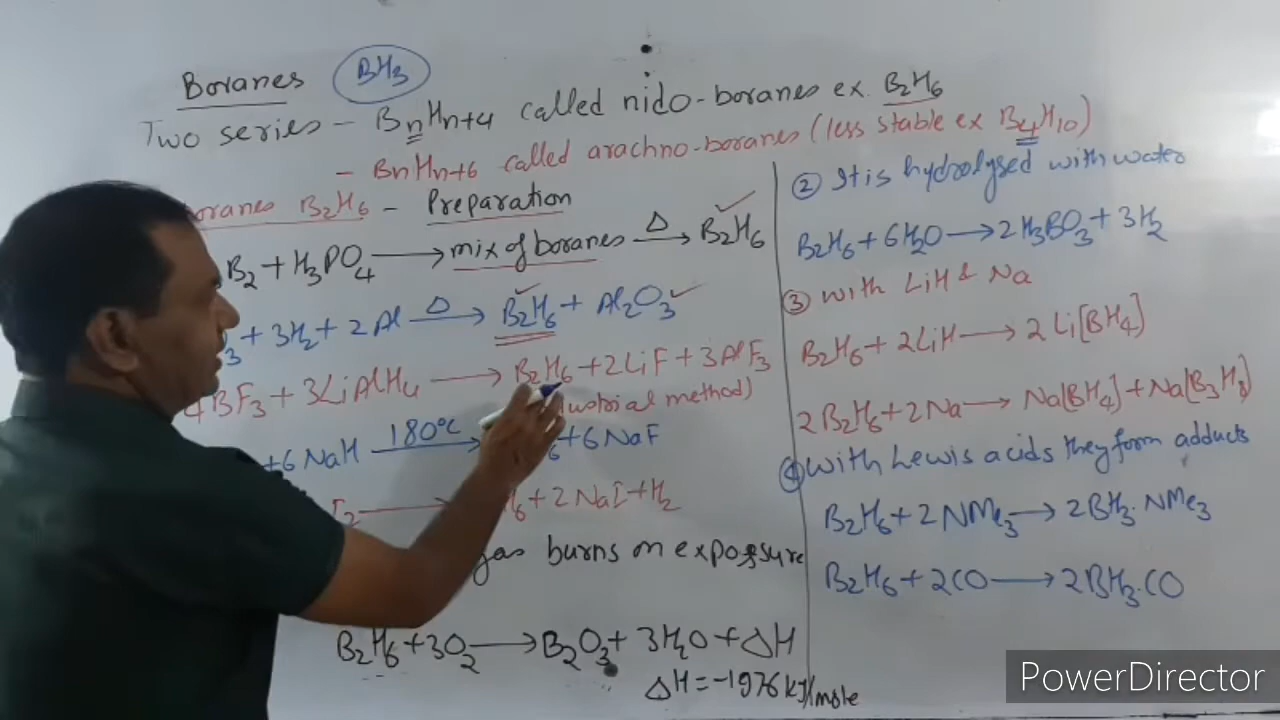 Boranes BH3
Two series - BnHn+4 called nido-boranes ex. B2H6
- BnHn+6 called arachno-boranes (less stable ex B4H10)
boranes B2H6 - Preparation
B2 + H3PO4 ⟶ mix of boranes Δ⟶ B2H6
3 + 3H2 + 2Al Δ⟶ B2H6 + Al2O3
4BF3 + 3LiAlH4 ⟶ B2H6 + 2LiF + 3AlF3
method)
+6NaH 180°C⟶ 6 + 6NaF
I2 ⟶ H6 + 2NaI + H2
gas burns on exposure
B2H6 + 3O2 ⟶ B2O3 + 3H2O + ΔH
ΔH = -1976 KJ/mole
② It is hydrolysed with water
B2H6 + 6H2O ⟶ 2H3BO3 + 3H2
③ with LiH & Na
B2H6 + 2LiH ⟶ 2Li[BH4]
2B2H6 + 2Na ⟶ Na[BH4] + Na[B3H8]
④ With Lewis acids they form adducts
B2H6 + 2NMe3 ⟶ 2BH3.NMe3
B2H6 + 2CO ⟶ 2BH3.CO
PowerDirector